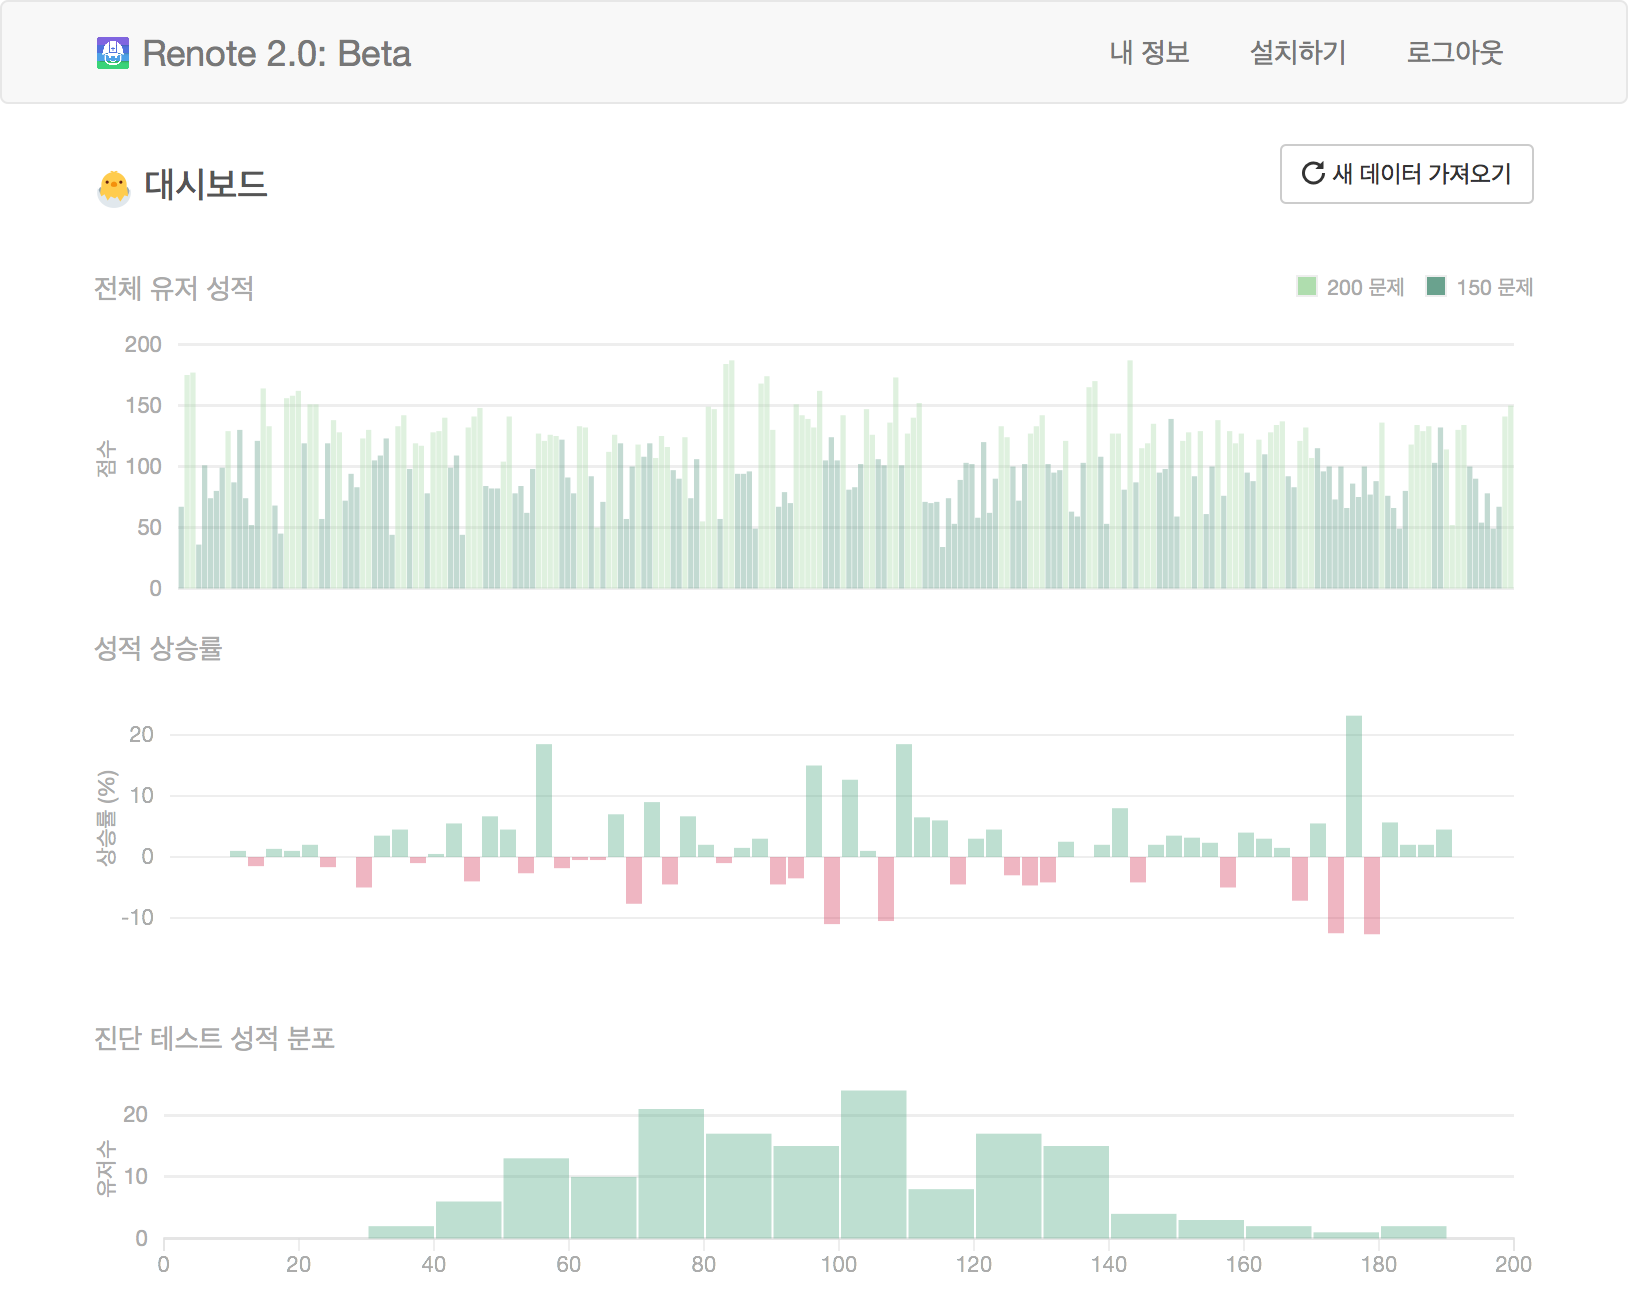 Renote 2.0: Beta
내 정보
설치하기
로그아웃
대시보드
새 데이터 가져오기
전체 유저 성적
200 문제
150 문제
점수
200
150
100
50
0
성적 상승률
상승률 (%)
20
10
0
-10
진단 테스트 성적 분포
유저수
20
10
0
0 20 40 60 80 100 120 140 160 180 200